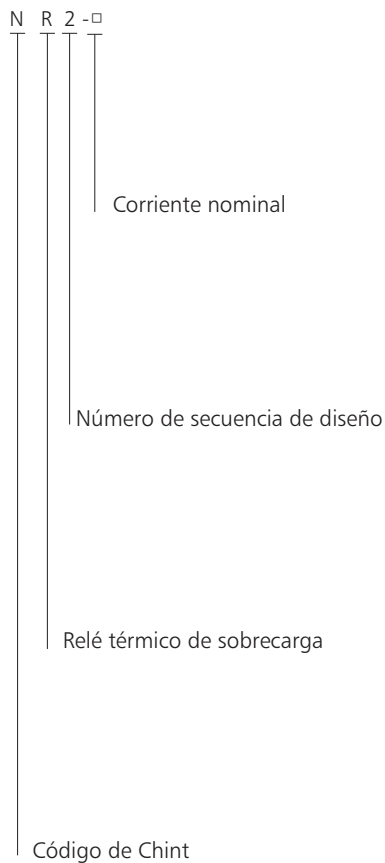 N R 2 -□
Corriente nominal
Número de secuencia de diseño
Relé térmico de sobrecarga
Código de Chint